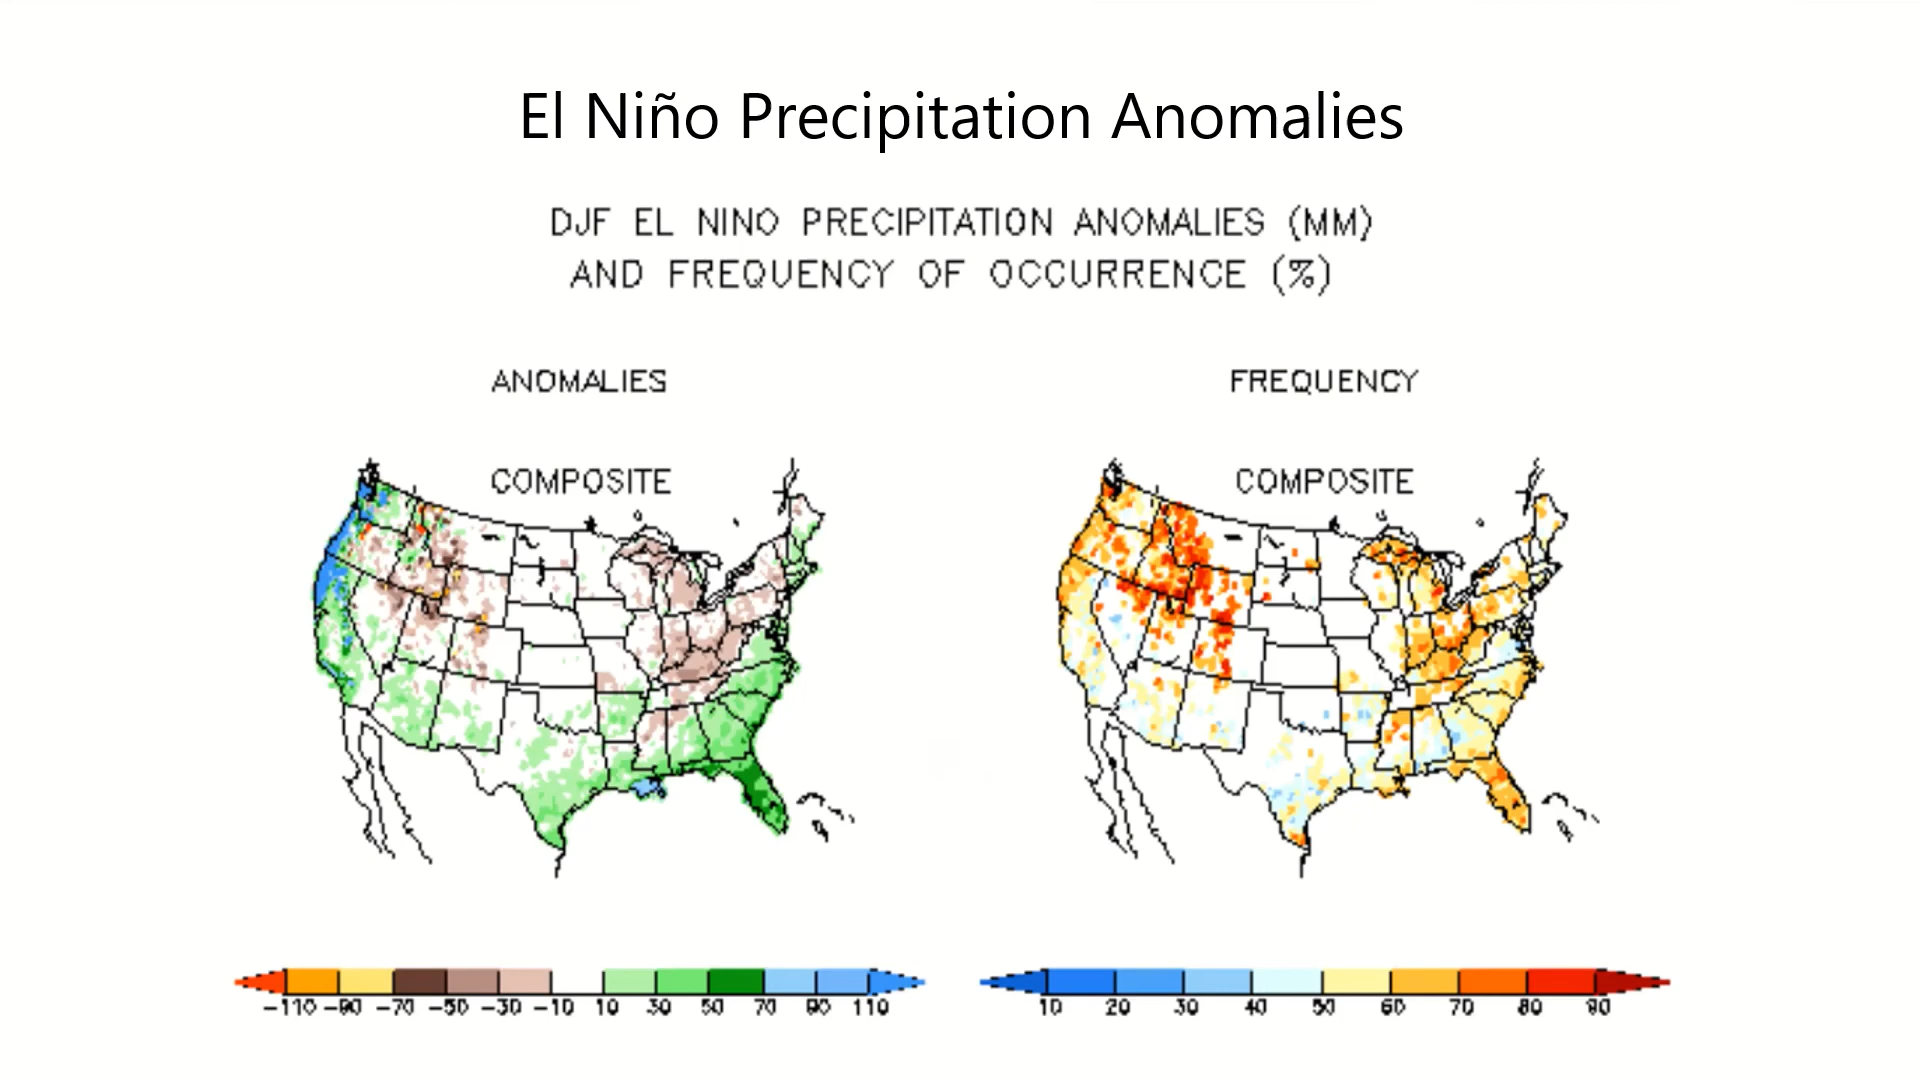 El Niño Precipitation Anomalies
DJF EL NINO PRECIPITATION ANOMALIES (MM)
AND FREQUENCY OF OCCURRENCE (%)
ANOMALIES
FREQUENCY
COMPOSITE
COMPOSITE
-110 -90 -70 -50 -30 -10 10 30 50 70 90 110
10 20 30 40 50 60 70 80 90